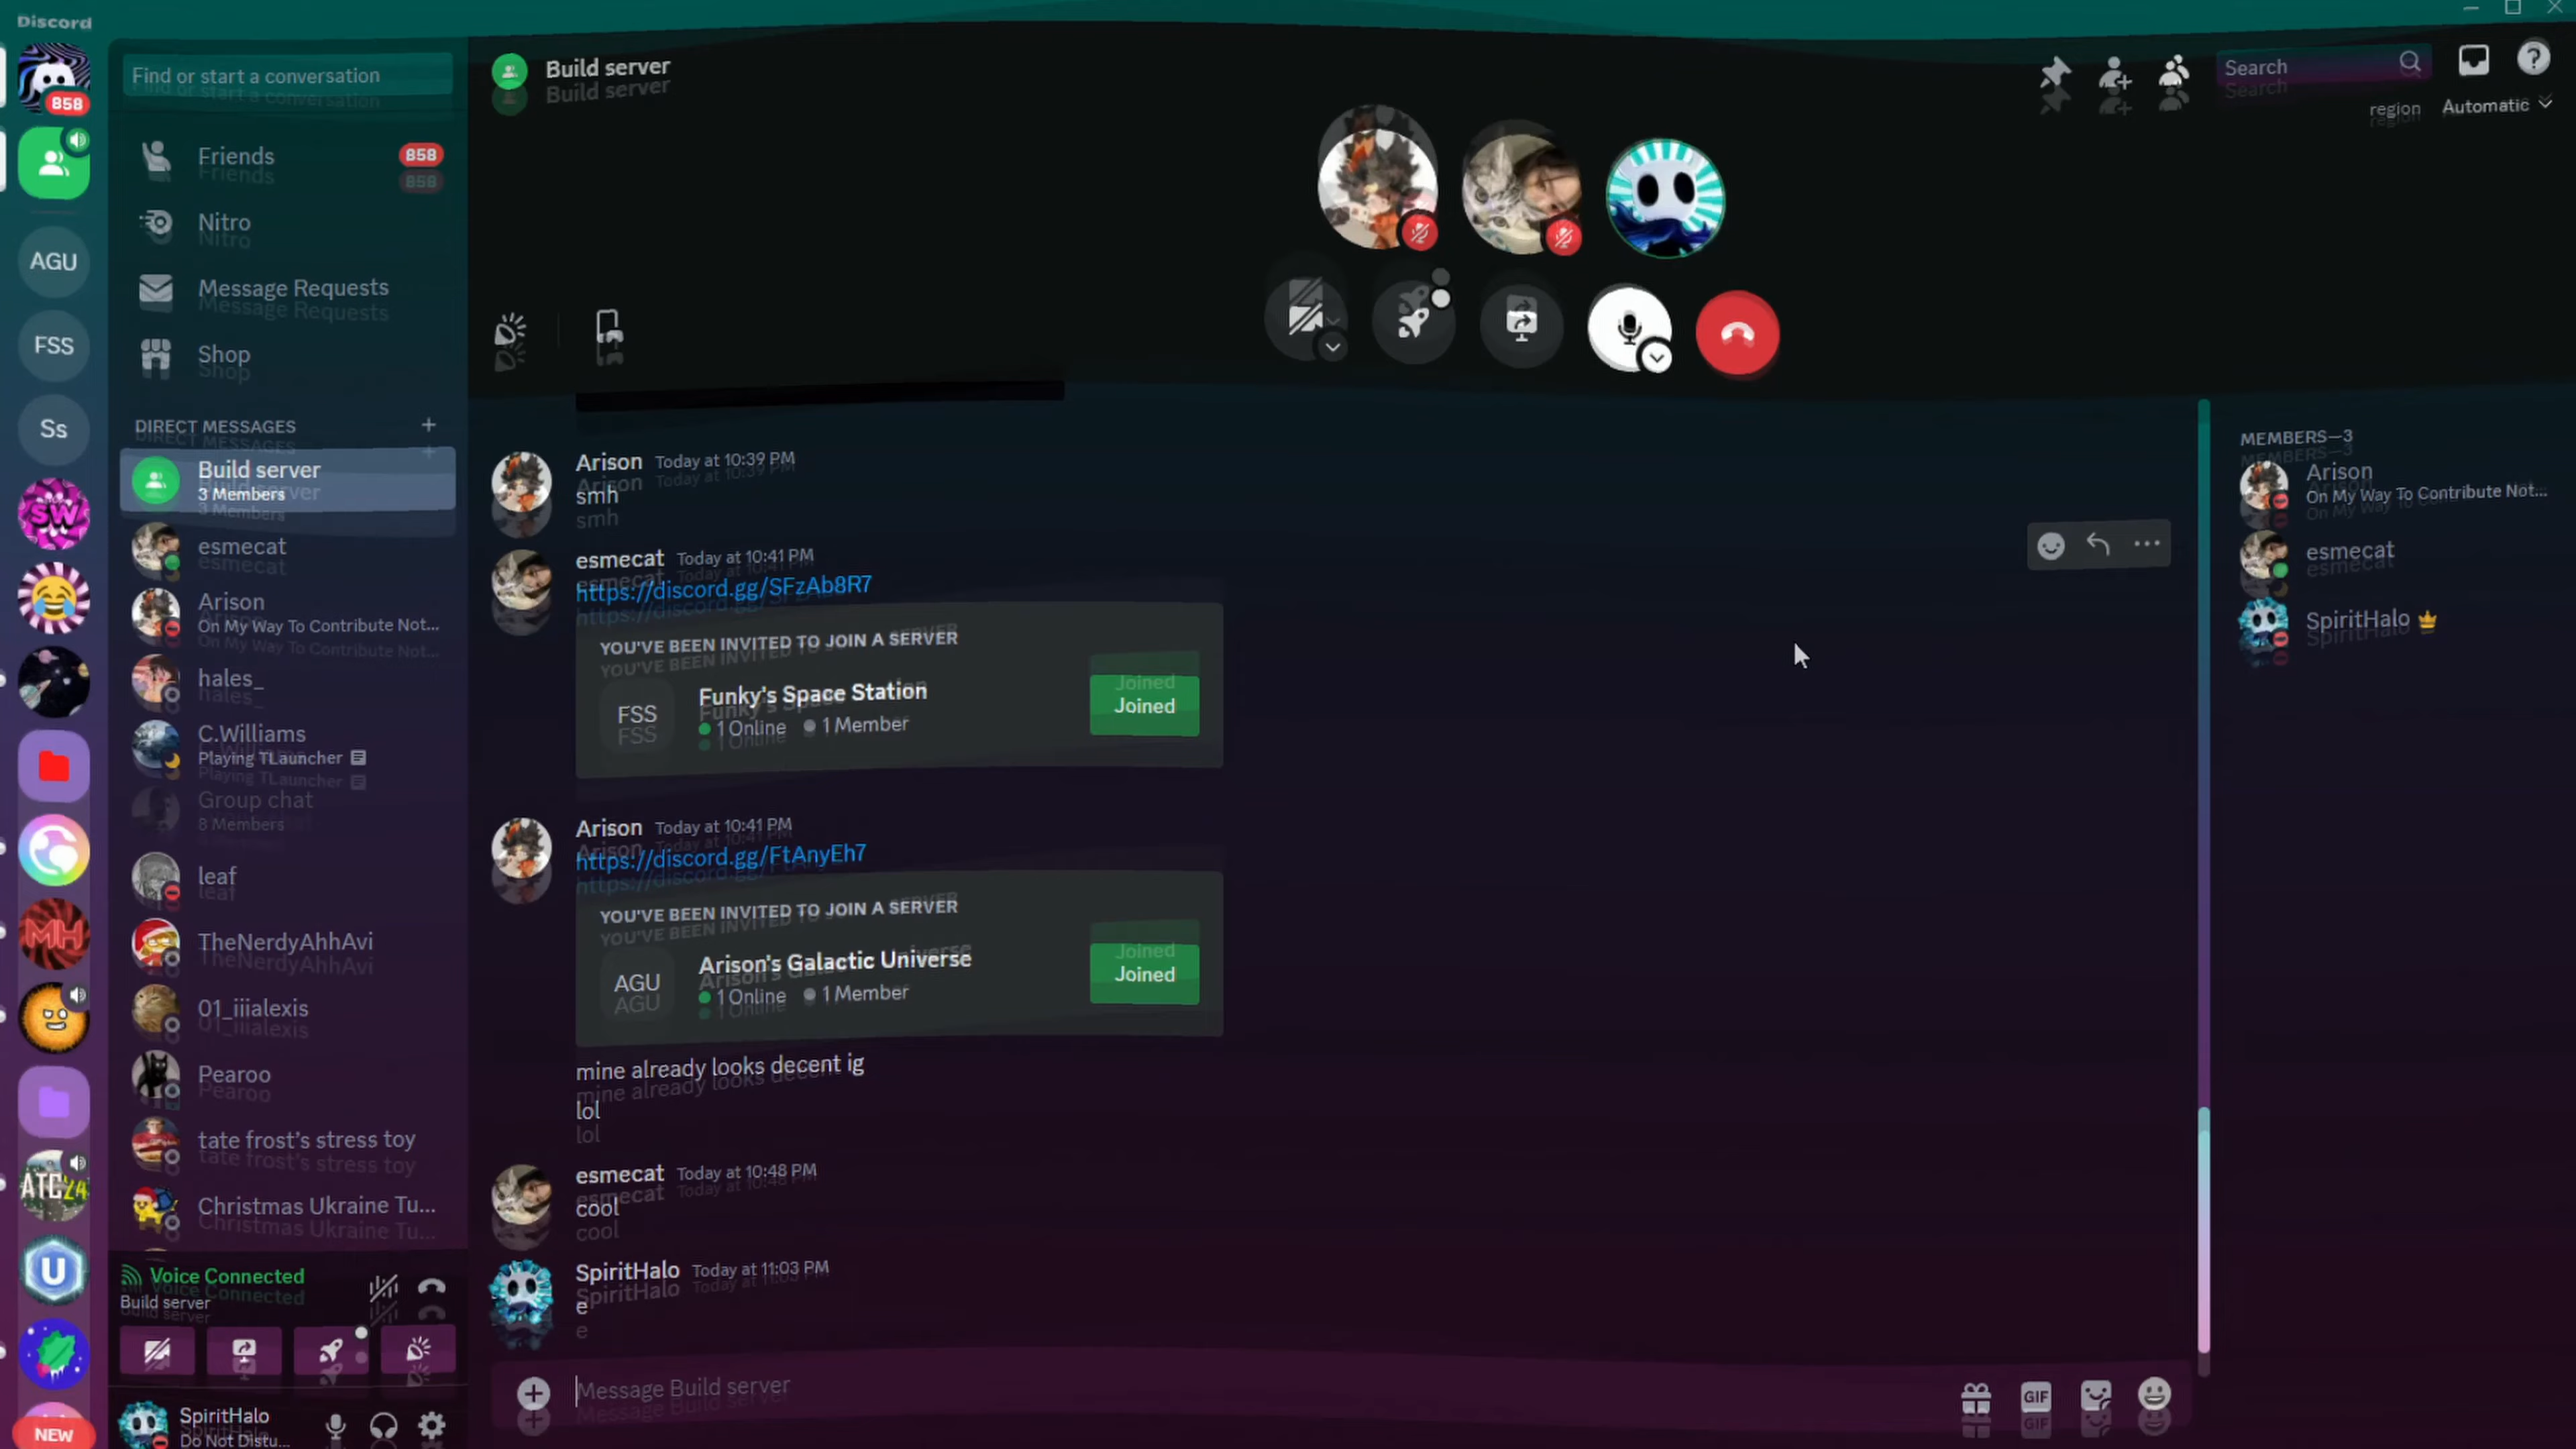 Discord
858
AGU
FSS
Ss
SW
MH
ATC24
U
NEW
Find or start a conversation
Friends 858
Nitro
Message Requests
Shop
DIRECT MESSAGES
Build server
3 Members
esmecat
Arison
On My Way To Contribute Not...
hales_
C.Williams
Playing TLauncher
Group chat
8 Members
leaf
TheNerdyAhhAvi
01_iiialexis
Pearoo
tate frost's stress toy
Christmas Ukraine Tu...
Voice Connected
Build server
SpiritHalo
Do Not Distu...
Build server
Search
region Automatic
Arison Today at 10:39 PM
smh
esmecat Today at 10:41 PM
https://discord.gg/SFzAb8R7
YOU'VE BEEN INVITED TO JOIN A SERVER
FSS
Funky's Space Station
1 Online 1 Member
Joined
Arison Today at 10:41 PM
https://discord.gg/FtAnyEh7
YOU'VE BEEN INVITED TO JOIN A SERVER
AGU
Arison's Galactic Universe
1 Online 1 Member
Joined
mine already looks decent ig
lol
esmecat Today at 10:48 PM
cool
SpiritHalo Today at 11:03 PM
e
Message Build server
GIF
MEMBERS—3
Arison
On My Way To Contribute Not...
esmecat
SpiritHalo